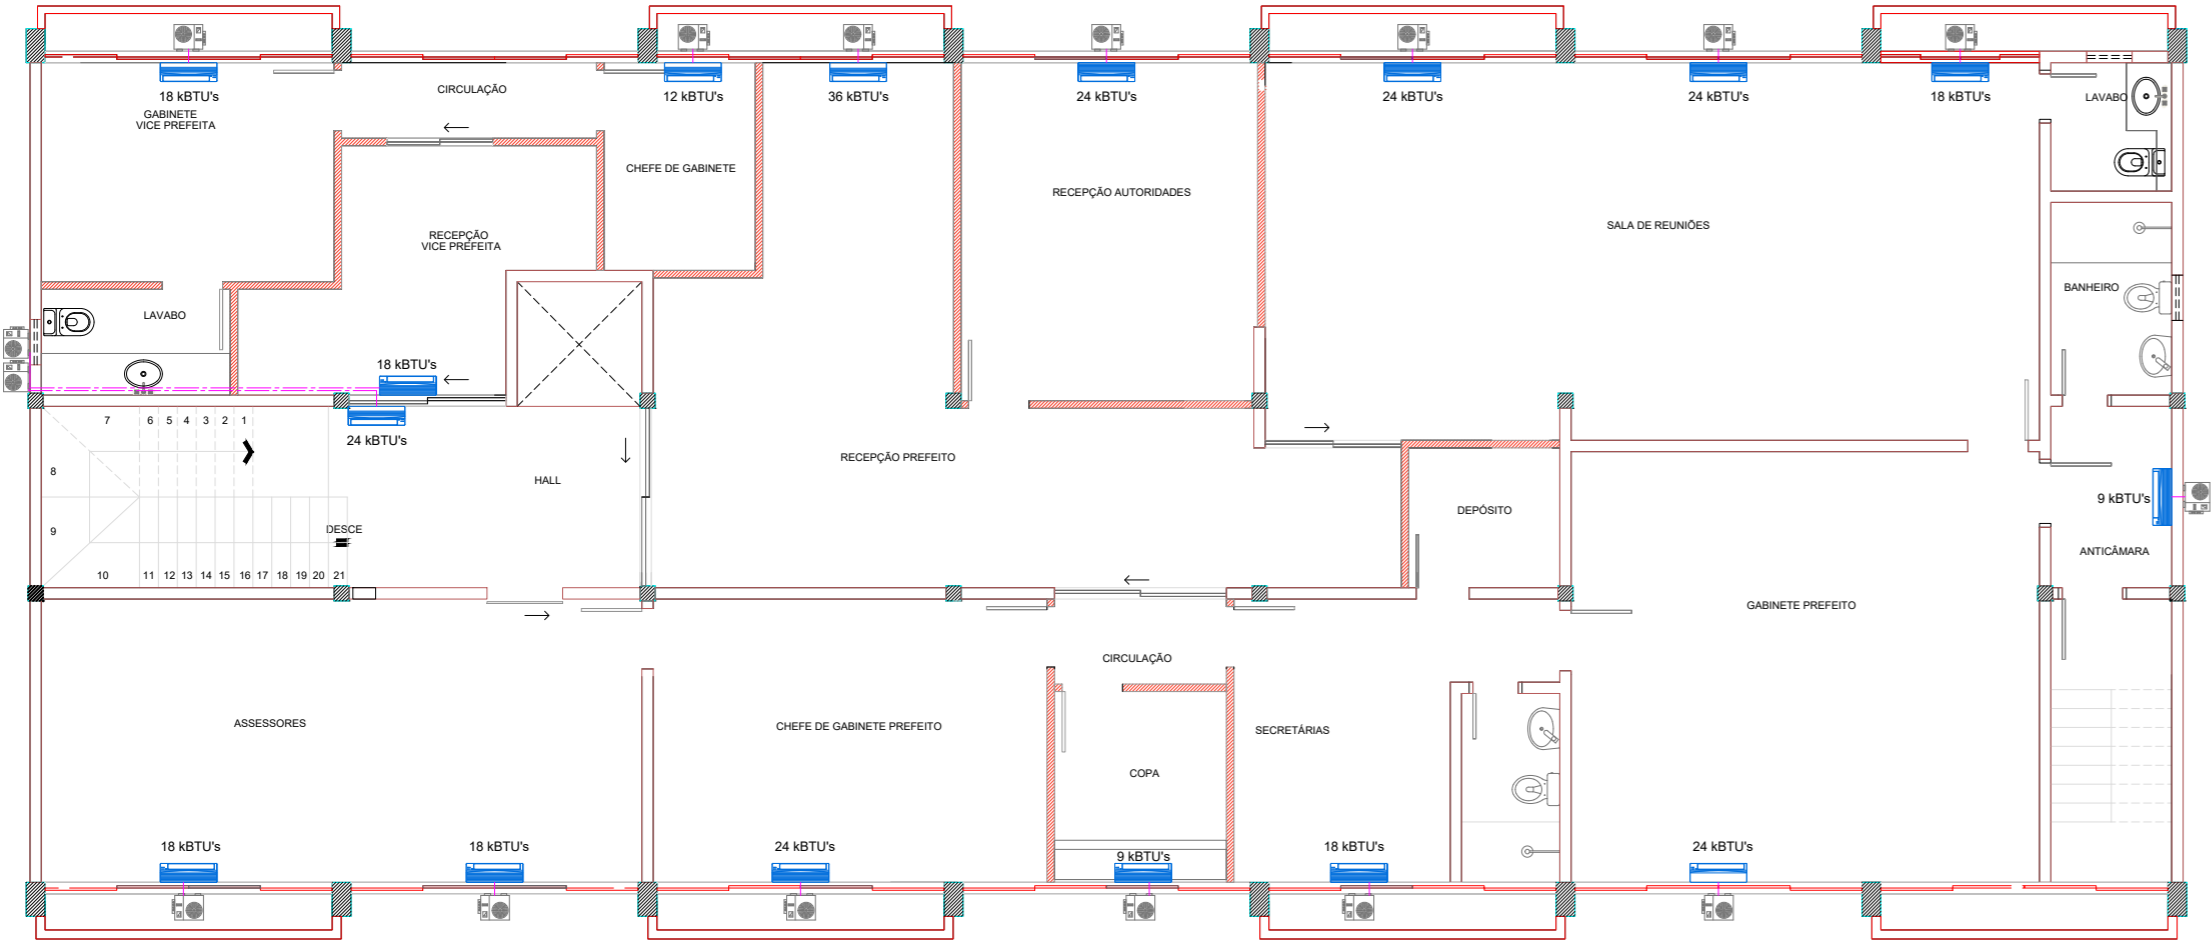 18 kBTU's
12 kBTU's
36 kBTU's
24 kBTU's
24 kBTU's
24 kBTU's
18 kBTU's
CIRCULAÇÃO
LAVABO
GABINETE
VICE PREFEITA
CHEFE DE GABINETE
RECEPÇÃO AUTORIDADES
SALA DE REUNIÕES
RECEPÇÃO
VICE PREFEITA
BANHEIRO
LAVABO
18 kBTU's
24 kBTU's
7
6
5
4
3
2
1
8
9
HALL
RECEPÇÃO PREFEITO
DEPÓSITO
9 kBTU's
DESCE
ANTICÂMARA
10
11
12
13
14
15
16
17
18
19
20
21
GABINETE PREFEITO
CIRCULAÇÃO
ASSESSORES
CHEFE DE GABINETE PREFEITO
SECRETÁRIAS
COPA
18 kBTU's
18 kBTU's
24 kBTU's
9 kBTU's
18 kBTU's
24 kBTU's